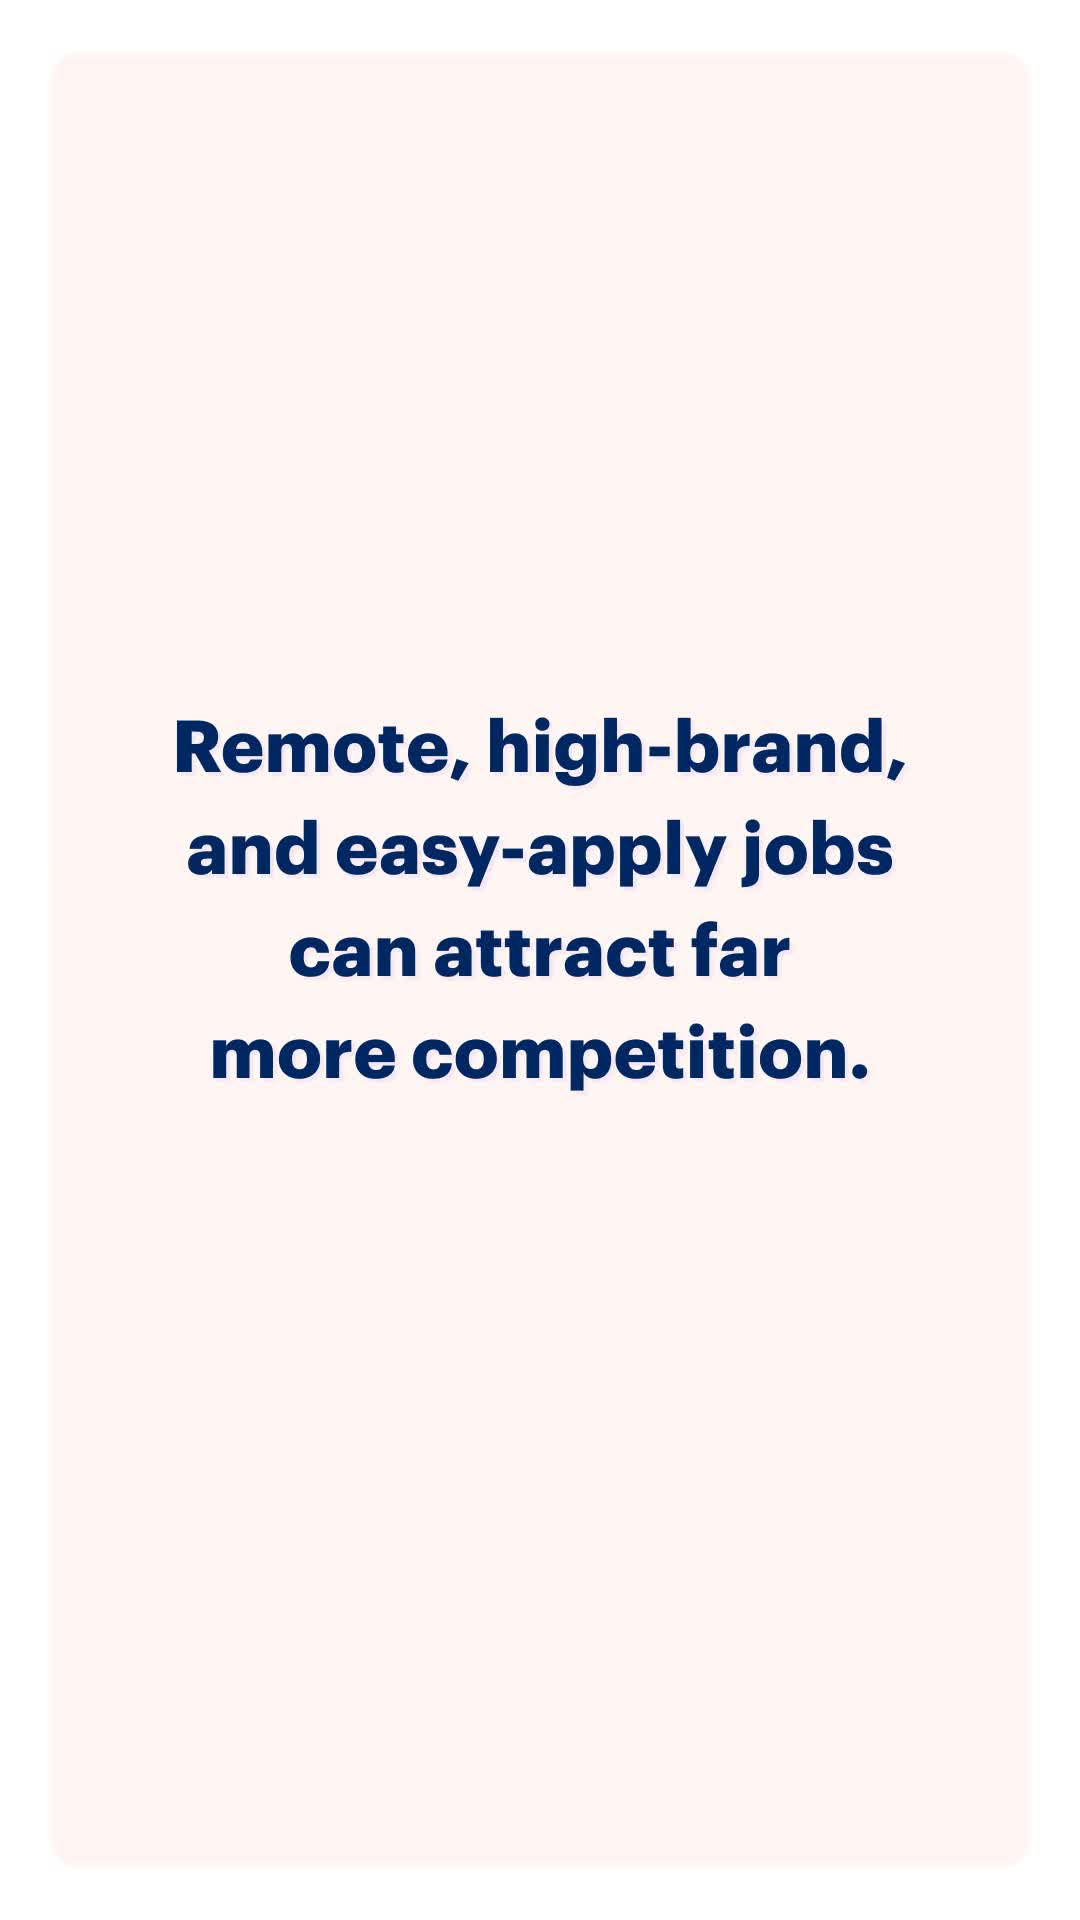 Remote, high-brand,
and easy-apply jobs
can attract far
more competition.